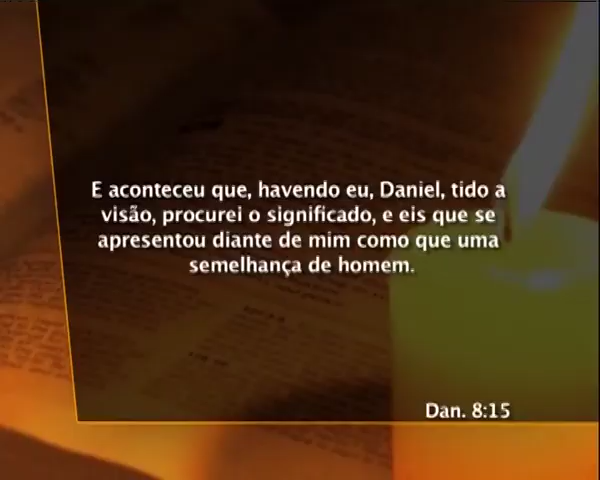 E aconteceu que, havendo eu, Daniel, tido a
visão, procurei o significado, e eis que se
apresentou diante de mim como que uma
semelhança de homem.
Dan. 8:15